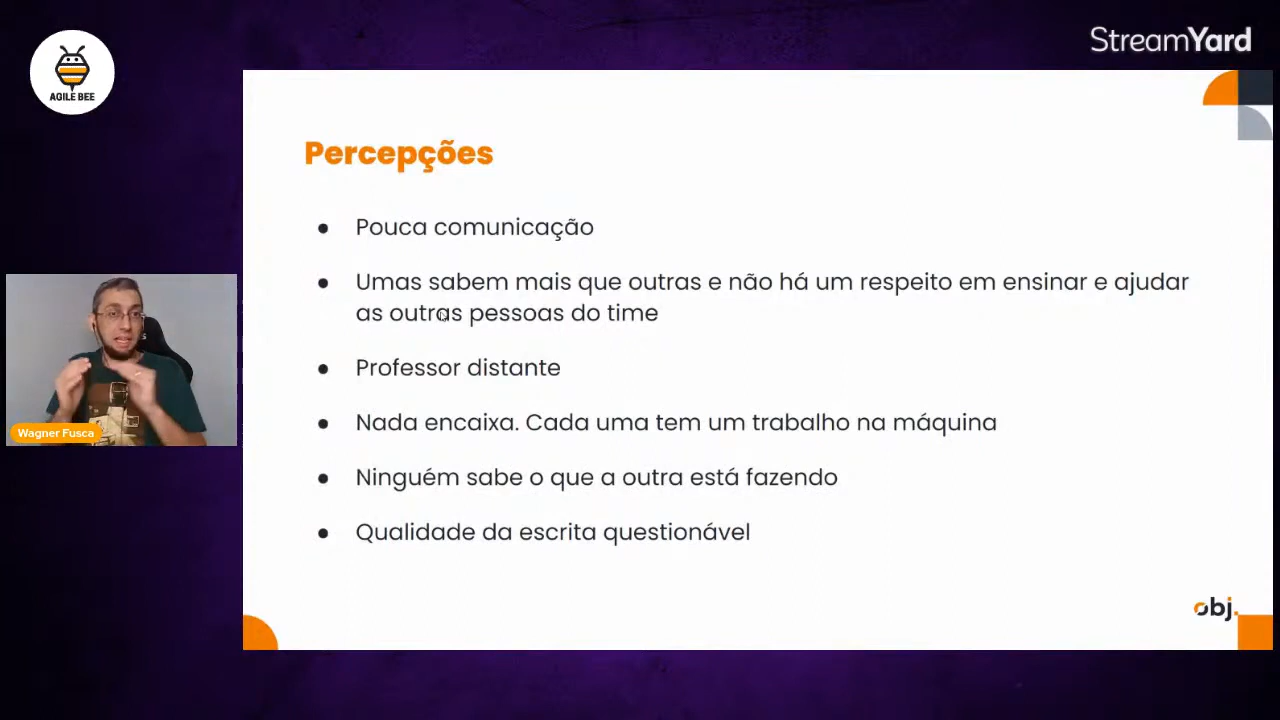 AGILE BEE
StreamYard
Percepções
● Pouca comunicação
● Umas sabem mais que outras e não há um respeito em ensinar e ajudar
as outras pessoas do time
● Professor distante
● Nada encaixa. Cada uma tem um trabalho na máquina
● Ninguém sabe o que a outra está fazendo
● Qualidade da escrita questionável
Wagner Fusca
obj.